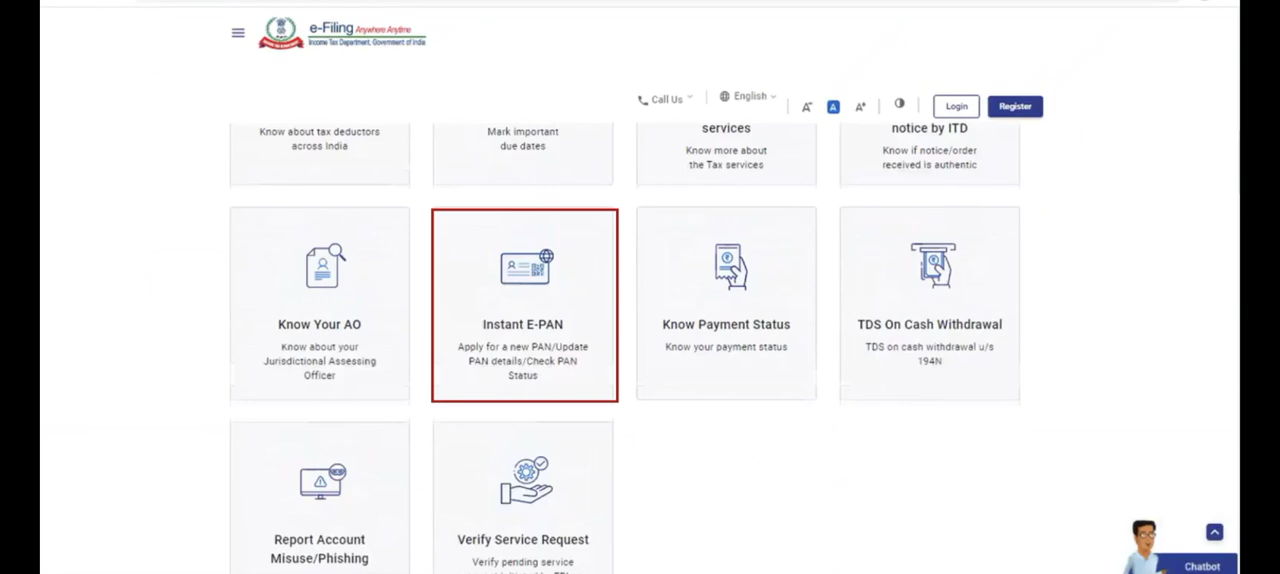 e-Filing Anywhere Anytime
Income Tax Department, Government of India
Call Us
English
A-
A
A+
Login
Register
Know about tax deductors
across India
Mark important
due dates
services
Know more about
the Tax services
notice by ITD
Know if notice/order
received is authentic
Know Your AO
Know about your
Jurisdictional Assessing
Officer
Instant E-PAN
Apply for a new PAN/Update
PAN details/Check PAN
Status
Know Payment Status
Know your payment status
TDS On Cash Withdrawal
TDS on cash withdrawal u/s
194N
Report Account
Misuse/Phishing
Verify Service Request
Verify pending service
Chatbot